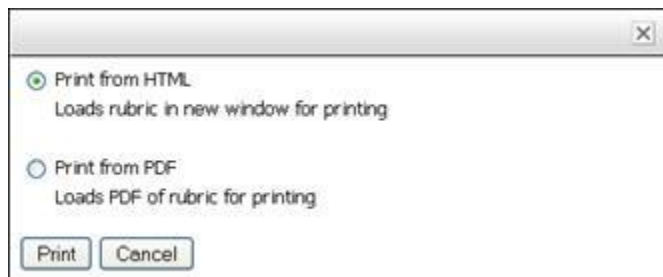 Print from HTML
Loads rubric in new window for printing
Print from PDF
Loads PDF of rubric for printing
Print Cancel